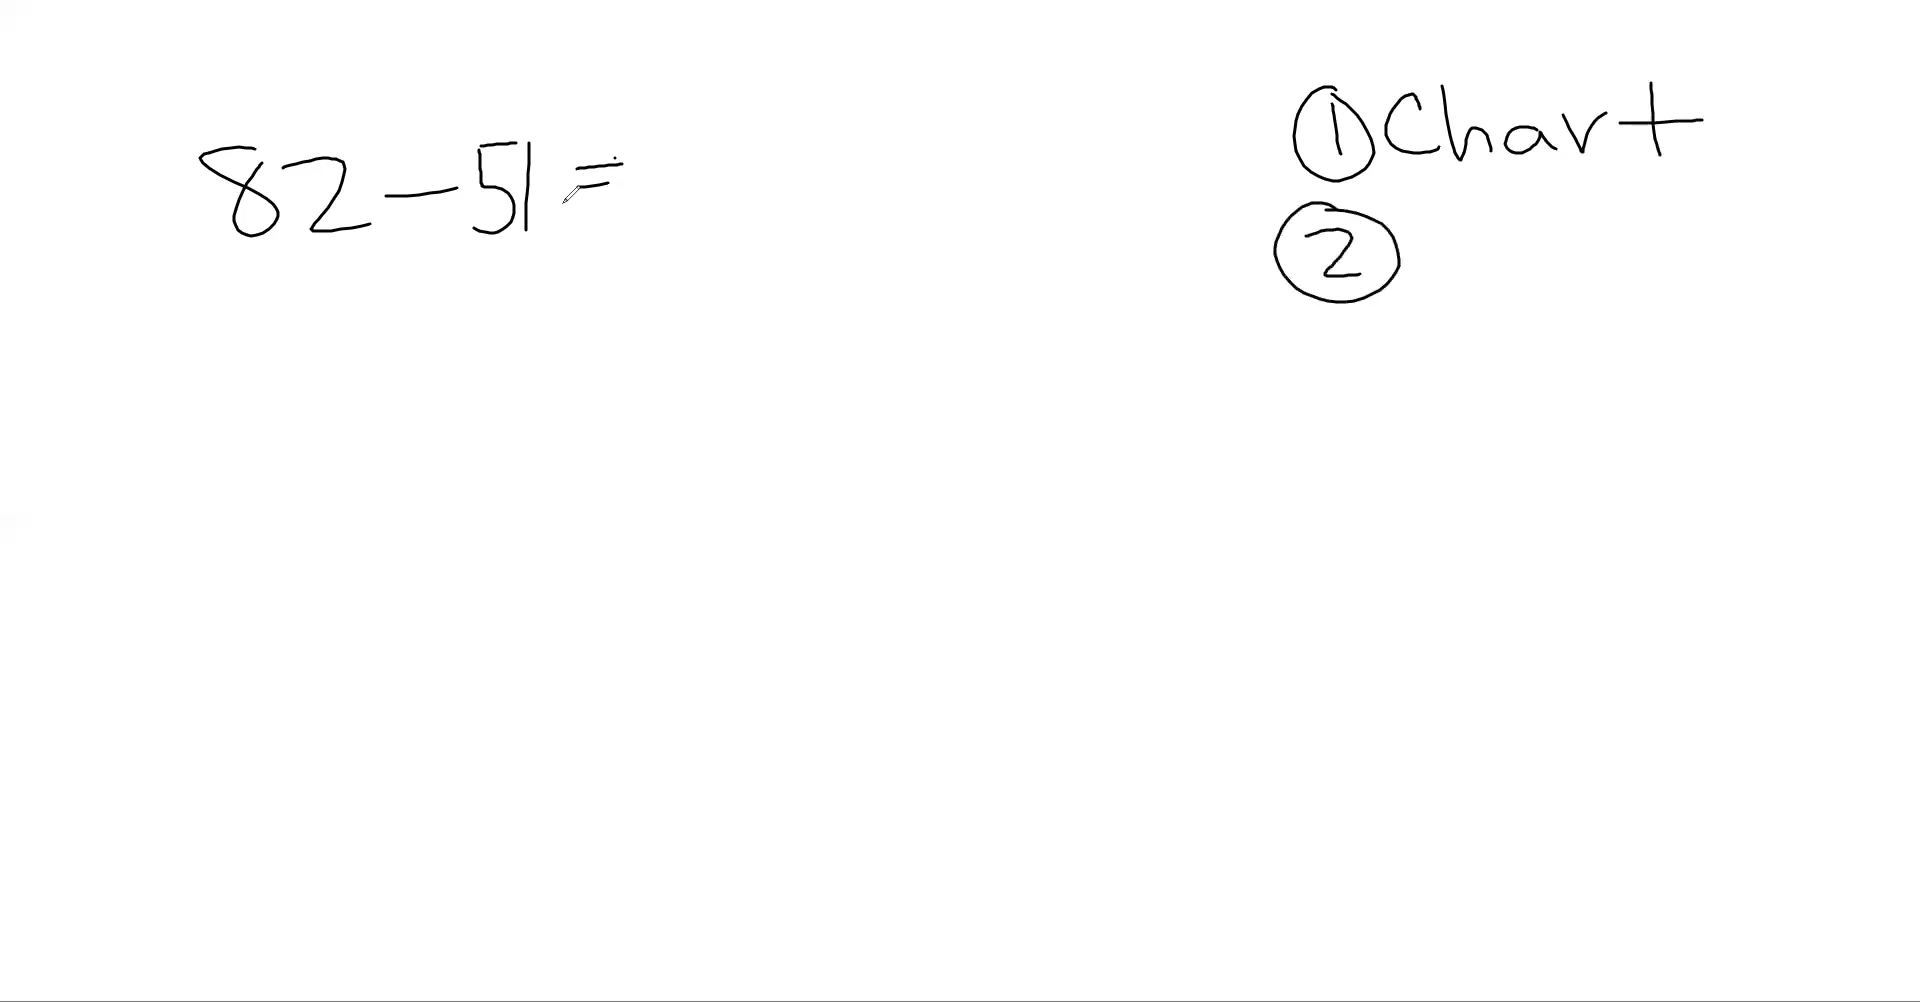 82 - 51 =
① Chart
②